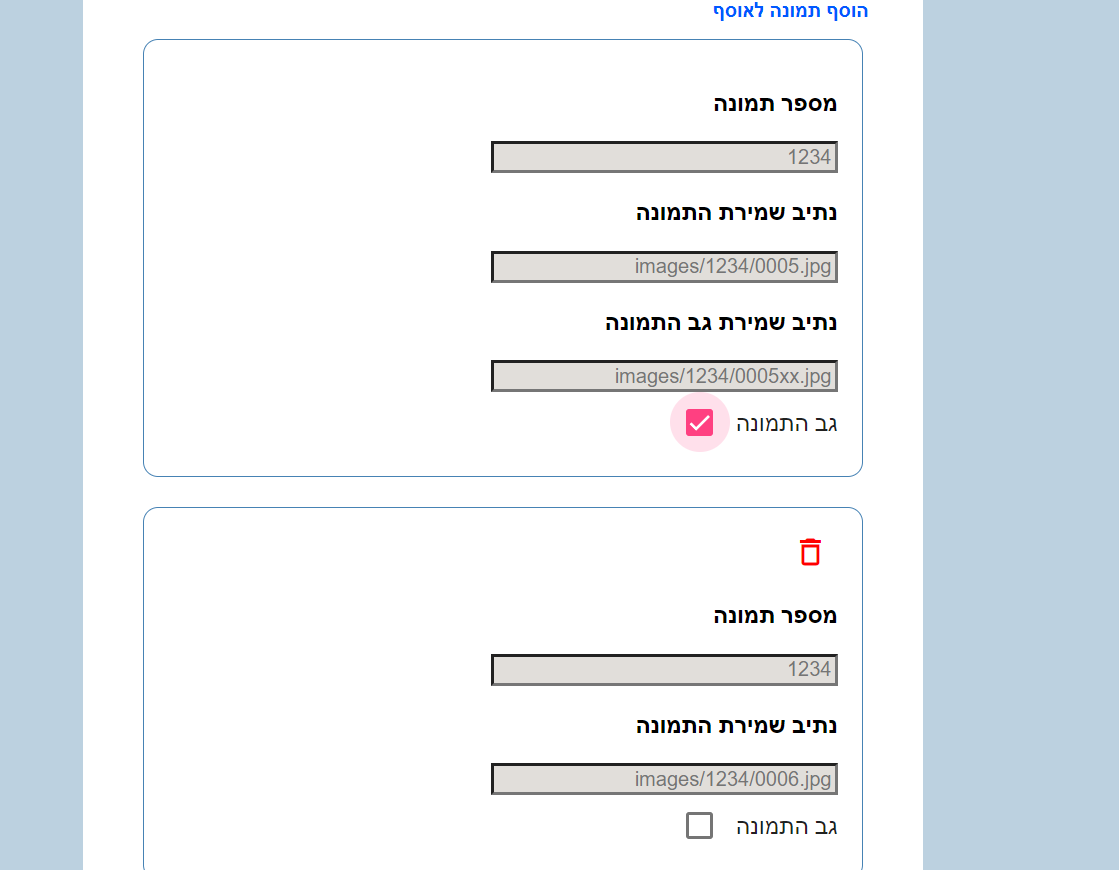 הוסף תמונה לאוסף
מספר תמונה
1234
נתיב שמירת התמונה
images/1234/0005.jpg
נתיב שמירת גב התמונה
images/1234/0005xx.jpg
גב התמונה
מספר תמונה
1234
נתיב שמירת התמונה
images/1234/0006.jpg
גב התמונה